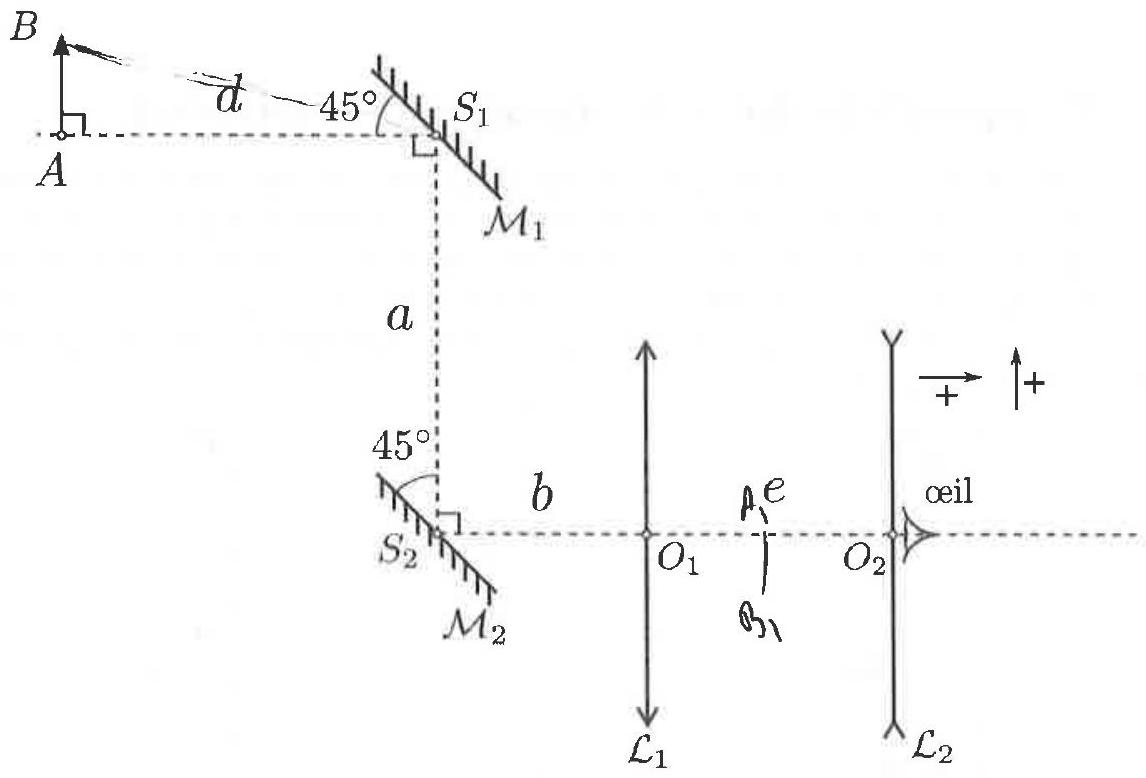 B
d
45°
S₁
A
M₁
a
45°
+
+
b
A₁
e
œil
S₂
O₁
O₂
B₁
M₂
L₁
L₂